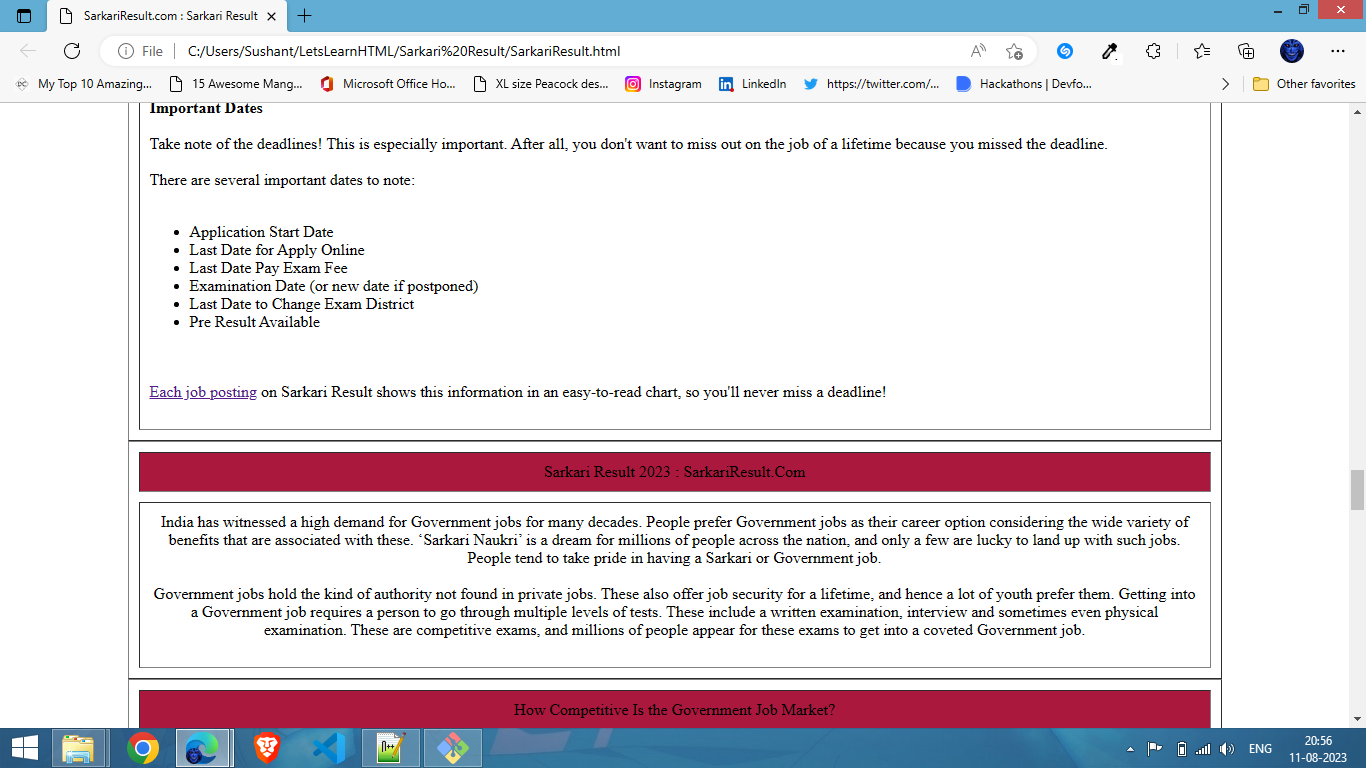 SarkariResult.com : Sarkari Result
File
C:/Users/Sushant/LetsLearnHTML/Sarkari%20Result/SarkariResult.html
My Top 10 Amazing... 15 Awesome Mang... Microsoft Office Ho... XL size Peacock des... Instagram LinkedIn https://twitter.com/... Hackathons | Devfo... Other favorites
Important Dates
Take note of the deadlines! This is especially important. After all, you don't want to miss out on the job of a lifetime because you missed the deadline.
There are several important dates to note:
• Application Start Date
• Last Date for Apply Online
• Last Date Pay Exam Fee
• Examination Date (or new date if postponed)
• Last Date to Change Exam District
• Pre Result Available
Each job posting on Sarkari Result shows this information in an easy-to-read chart, so you'll never miss a deadline!
Sarkari Result 2023 : SarkariResult.Com
India has witnessed a high demand for Government jobs for many decades. People prefer Government jobs as their career option considering the wide variety of
benefits that are associated with these. ‘Sarkari Naukri’ is a dream for millions of people across the nation, and only a few are lucky to land up with such jobs.
People tend to take pride in having a Sarkari or Government job.
Government jobs hold the kind of authority not found in private jobs. These also offer job security for a lifetime, and hence a lot of youth prefer them. Getting into
a Government job requires a person to go through multiple levels of tests. These include a written examination, interview and sometimes even physical
examination. These are competitive exams, and millions of people appear for these exams to get into a coveted Government job.
How Competitive Is the Government Job Market?
ENG
20:56
11-08-2023